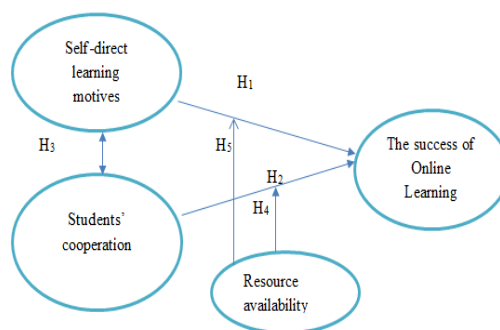 Self-direct
learning
motives
H1
H3
H5
The success of
Online
Learning
H2
H4
Students'
cooperation
Resource
availability